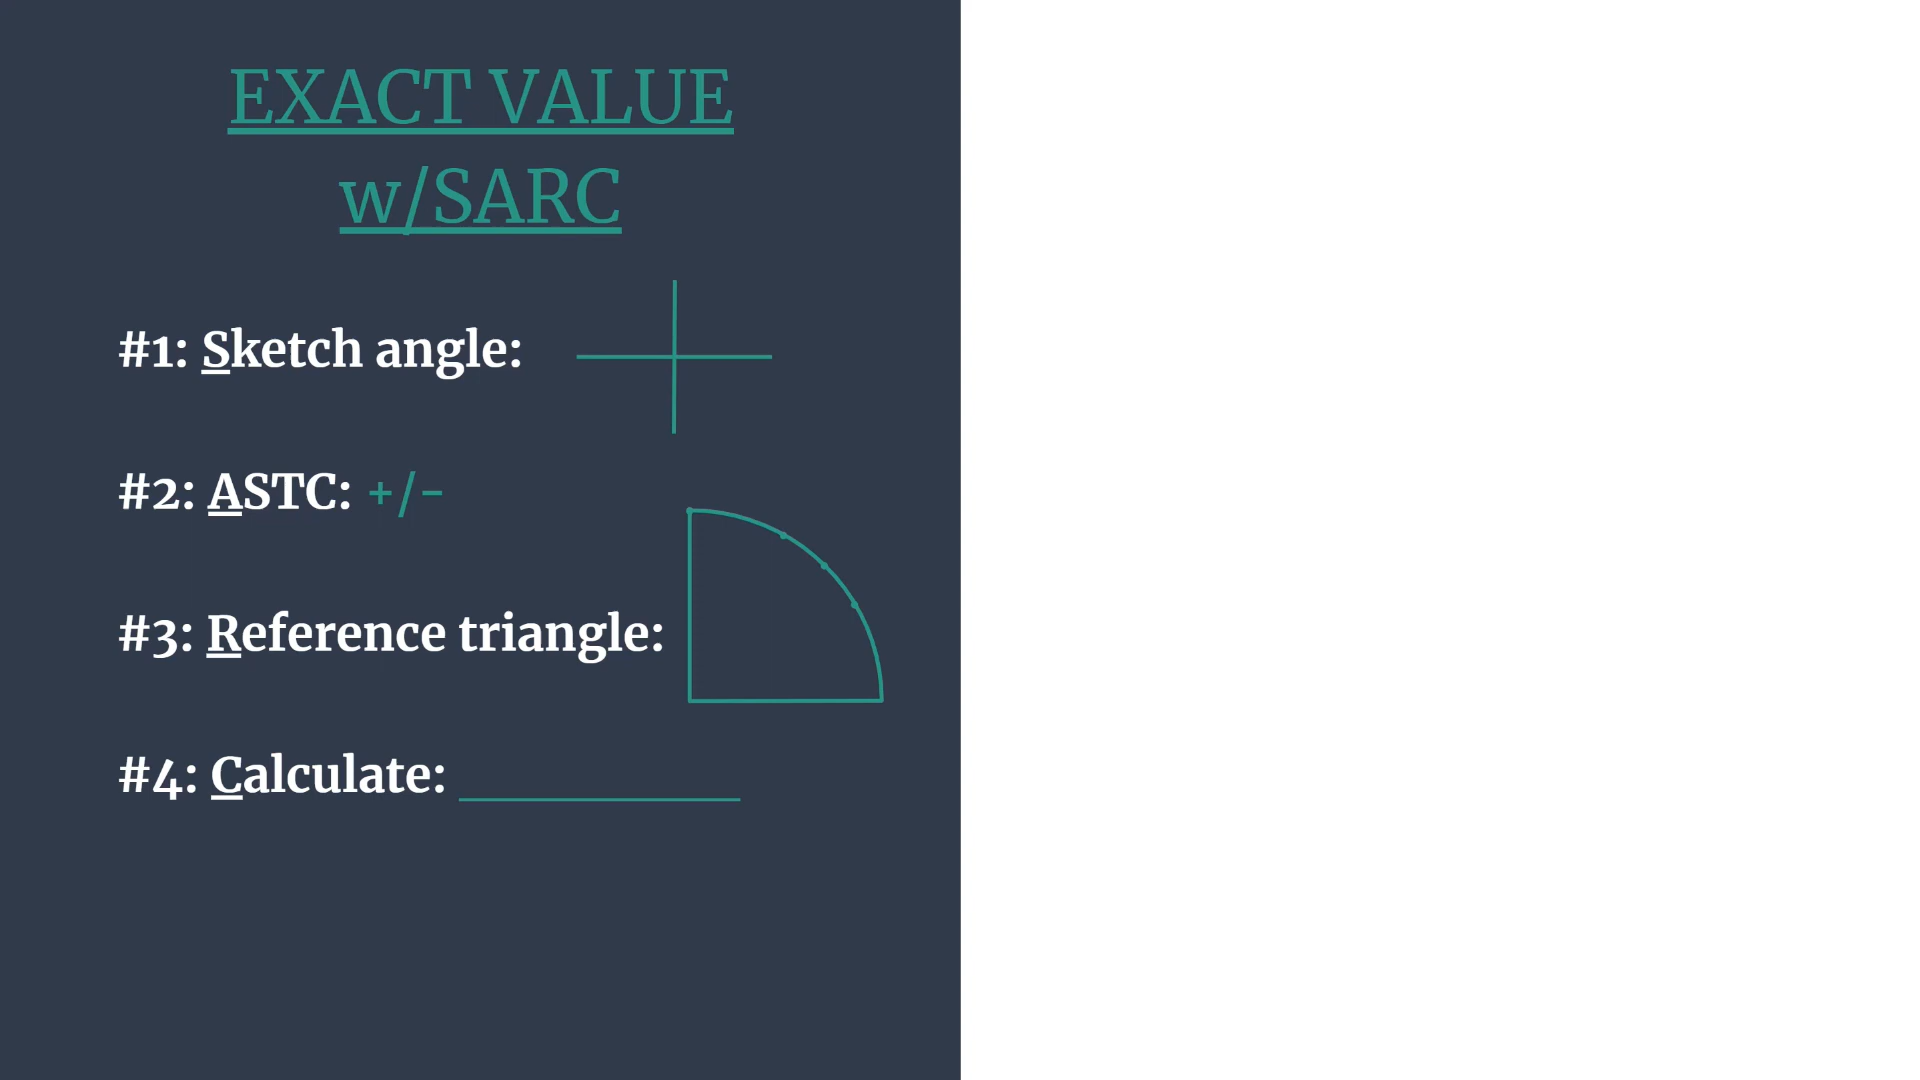 EXACT VALUE
w/SARC
#1: Sketch angle:
#2: ASTC: +/-
#3: Reference triangle:
#4: Calculate: